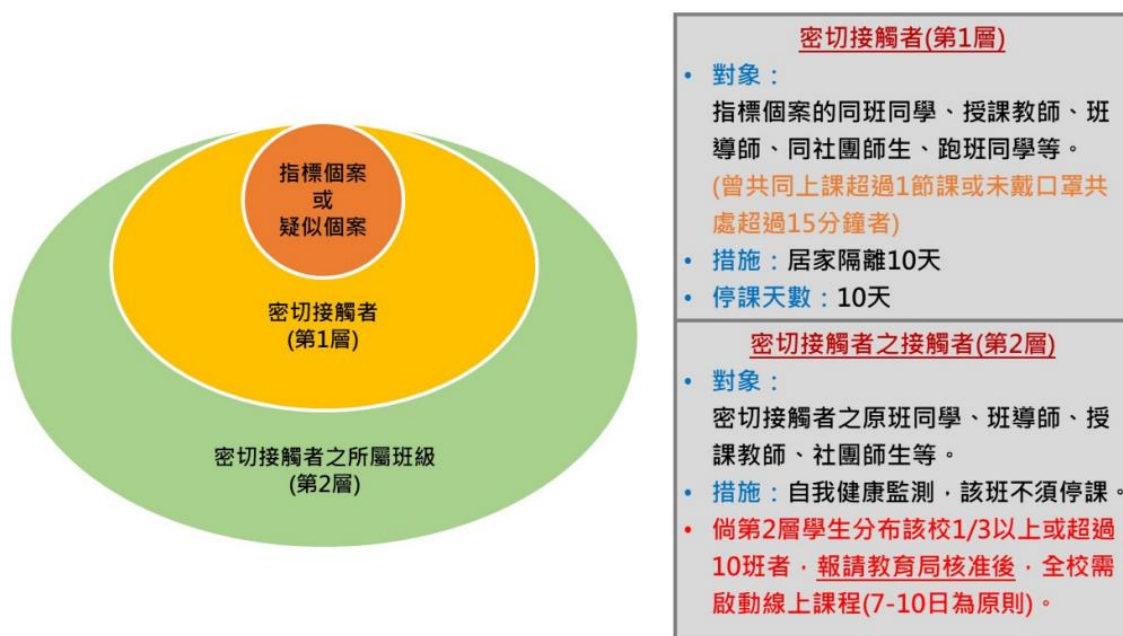 指標個案
或
疑似個案
密切接觸者
(第1層)
密切接觸者之所屬班級
(第2層)
密切接觸者(第1層)
• 對象：
指標個案的同班同學、授課教師、班
導師、同社團師生、跑班同學等。
(曾共同上課超過1節課或未戴口罩共
處超過15分鐘者)
• 措施：居家隔離10天
• 停課天數：10天
密切接觸者之接觸者(第2層)
• 對象：
密切接觸者之原班同學、班導師、授
課教師、社團師生等。
• 措施：自我健康監測，該班不須停課。
• 倘第2層學生分布該校1/3以上或超過
10班者，報請教育局核准後，全校需
啟動線上課程(7-10日為原則)。